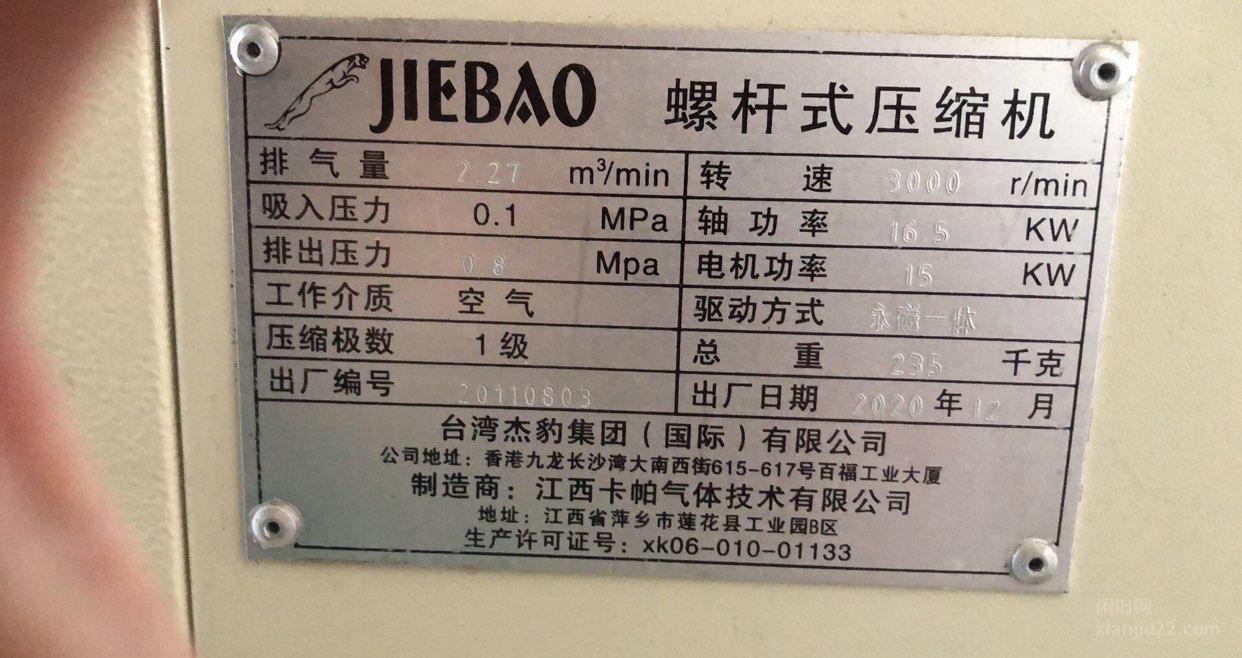 JIEBAO 螺杆式压缩机
排气量 2.27 m³/min 转速 3000 r/min
吸入压力 0.1 MPa 轴功率 16.5 KW
排出压力 0.8 Mpa 电机功率 15 KW
工作介质 空气 驱动方式 永磁一体
压缩极数 1级 总重 235 千克
出厂编号 20110803 出厂日期 2020年12月
台湾杰豹集团(国际)有限公司
公司地址：香港九龙长沙湾大南西街615-617号百福工业大厦
制造商：江西卡帕气体技术有限公司
地址：江西省萍乡市莲花县工业园B区
生产许可证号：xk06-010-01133
闲旧网
xianjiu22.com